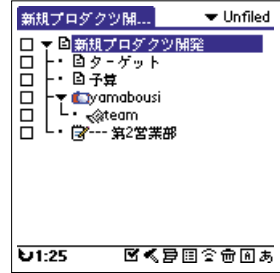 新規プロダクツ開... Unfiled
新規プロダクツ開発
ターゲット
予算
yamabousi
team
--- 第2営業部
1:25 A あ